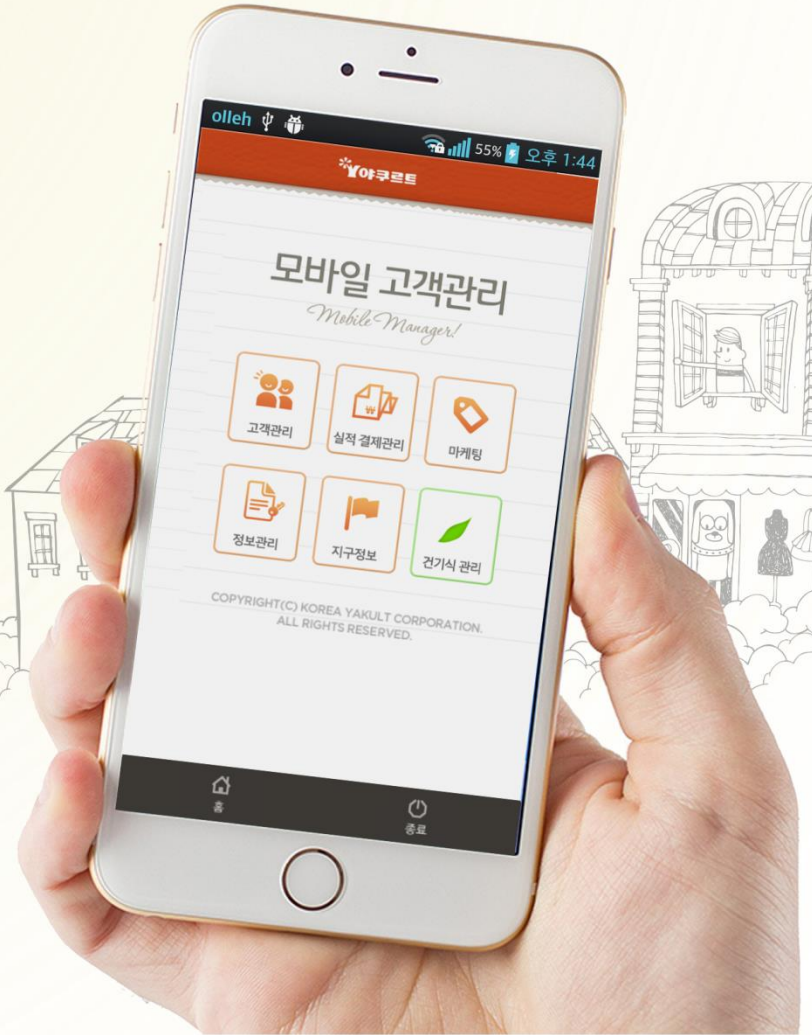 olleh 55% 오후 1:44
야쿠르트
모바일 고객관리
Mobile Manager!
고객관리 실적 결제관리 마케팅
정보관리 지구정보 건기식 관리
COPYRIGHT(C) KOREA YAKULT CORPORATION.
ALL RIGHTS RESERVED.
홈 종료